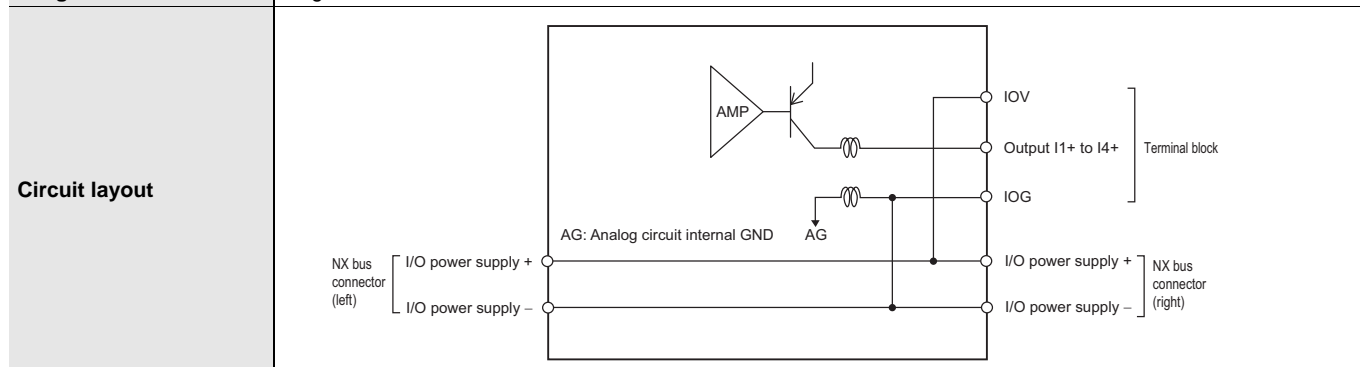 IOV
AMP
Output I1+ to I4+
Terminal block
Circuit layout
IOG
AG: Analog circuit internal GND
AG
NX bus
connector
(left)
I/O power supply +
I/O power supply –
I/O power supply +
I/O power supply –
NX bus
connector
(right)